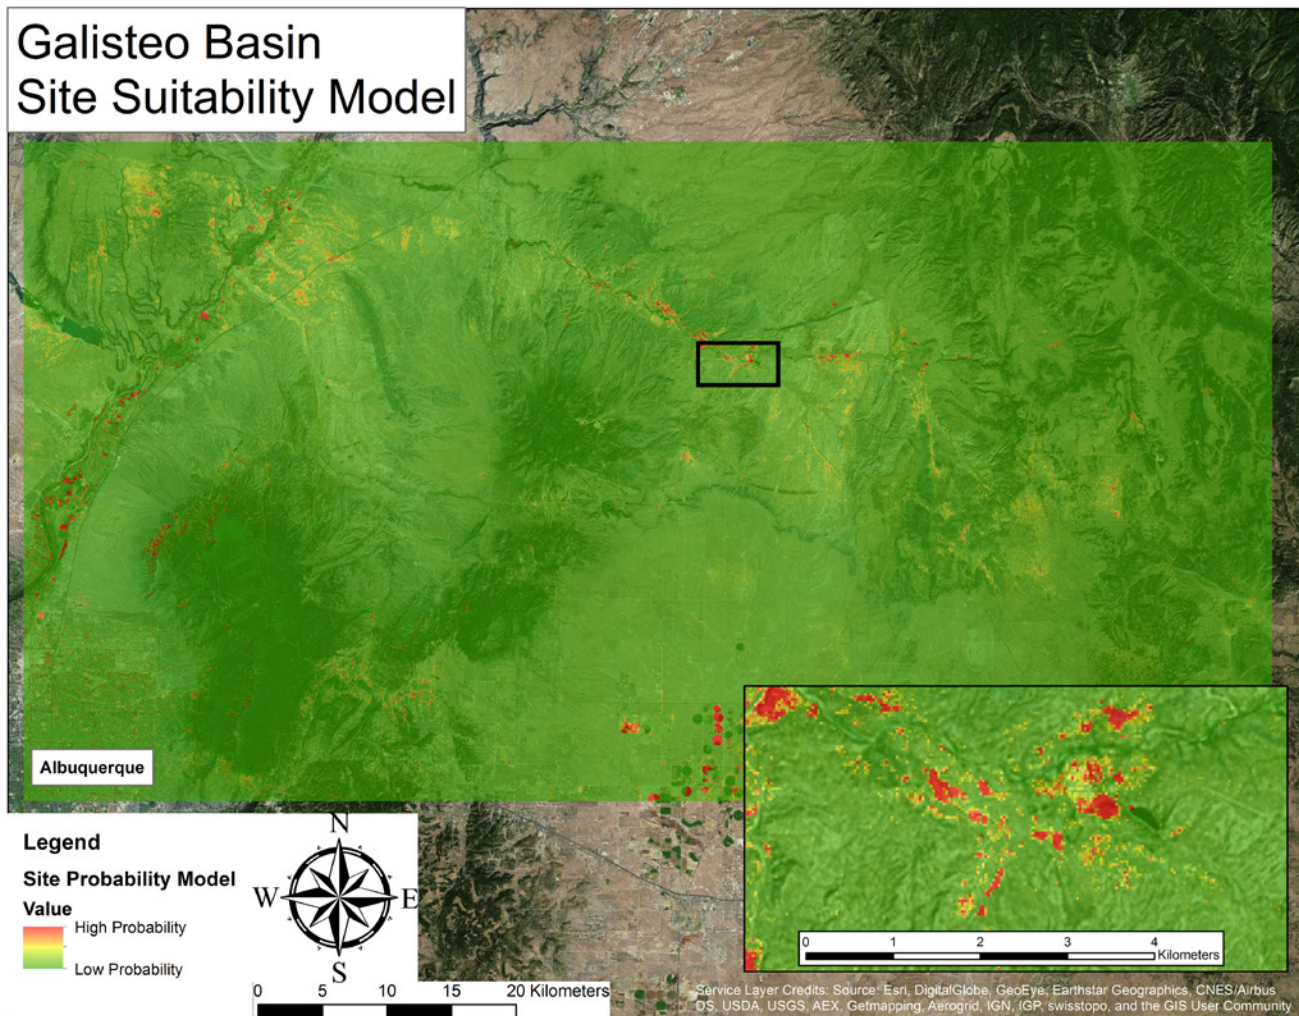 Galisteo Basin
Site Suitability Model
Albuquerque
Legend
Site Probability Model
Value
High Probability
Low Probability
N
W E
S
0 5 10 15 20 Kilometers
0 1 2 3 4
Kilometers
Service Layer Credits: Source: Esri, DigitalGlobe, GeoEye, Earthstar Geographics, CNES/Airbus
DS, USDA, USGS, AEX, Getmapping, Aerogrid, IGN, IGP, swisstopo, and the GIS User Community